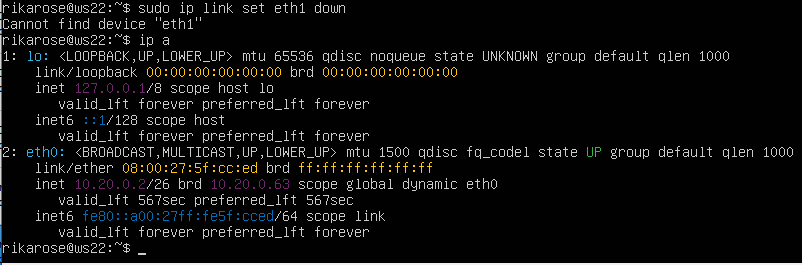 rikarose@ws22:~$ sudo ip link set eth1 down
Cannot find device "eth1"
rikarose@ws22:~$ ip a
1: lo: <LOOPBACK,UP,LOWER_UP> mtu 65536 qdisc noqueue state UNKNOWN group default qlen 1000
    link/loopback 00:00:00:00:00:00 brd 00:00:00:00:00:00
    inet 127.0.0.1/8 scope host lo
       valid_lft forever preferred_lft forever
    inet6 ::1/128 scope host
       valid_lft forever preferred_lft forever
2: eth0: <BROADCAST,MULTICAST,UP,LOWER_UP> mtu 1500 qdisc fq_codel state UP group default qlen 1000
    link/ether 08:00:27:5f:cc:ed brd ff:ff:ff:ff:ff:ff
    inet 10.20.0.2/26 brd 10.20.0.63 scope global dynamic eth0
       valid_lft 567sec preferred_lft 567sec
    inet6 fe80::a00:27ff:fe5f:cced/64 scope link
       valid_lft forever preferred_lft forever
rikarose@ws22:~$ _